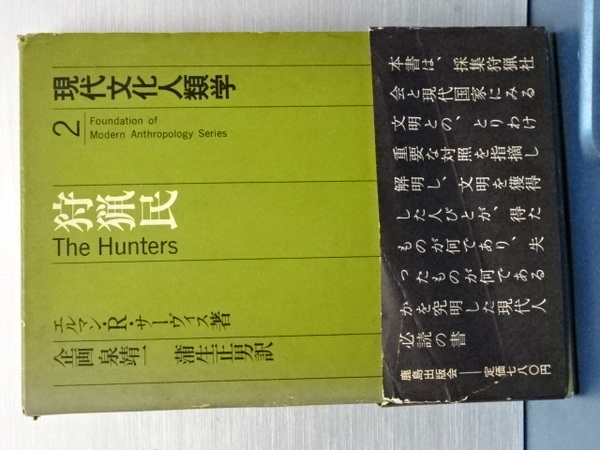 現代文化人類学
2
Foundation of
Modern Anthropology Series
狩猟民
The Hunters
エルマン・R・サーヴィス著
企画 泉靖一
蒲生正男訳
本書は、採集狩猟社
会と現代国家にみる
文明との、とりわけ
重要な対照を指摘し
解明し、文明を獲得
した人びとが、得た
ものが何であり、失
ったものが何である
かを究明した現代人
必読の書
鹿島出版会
定価七八〇円